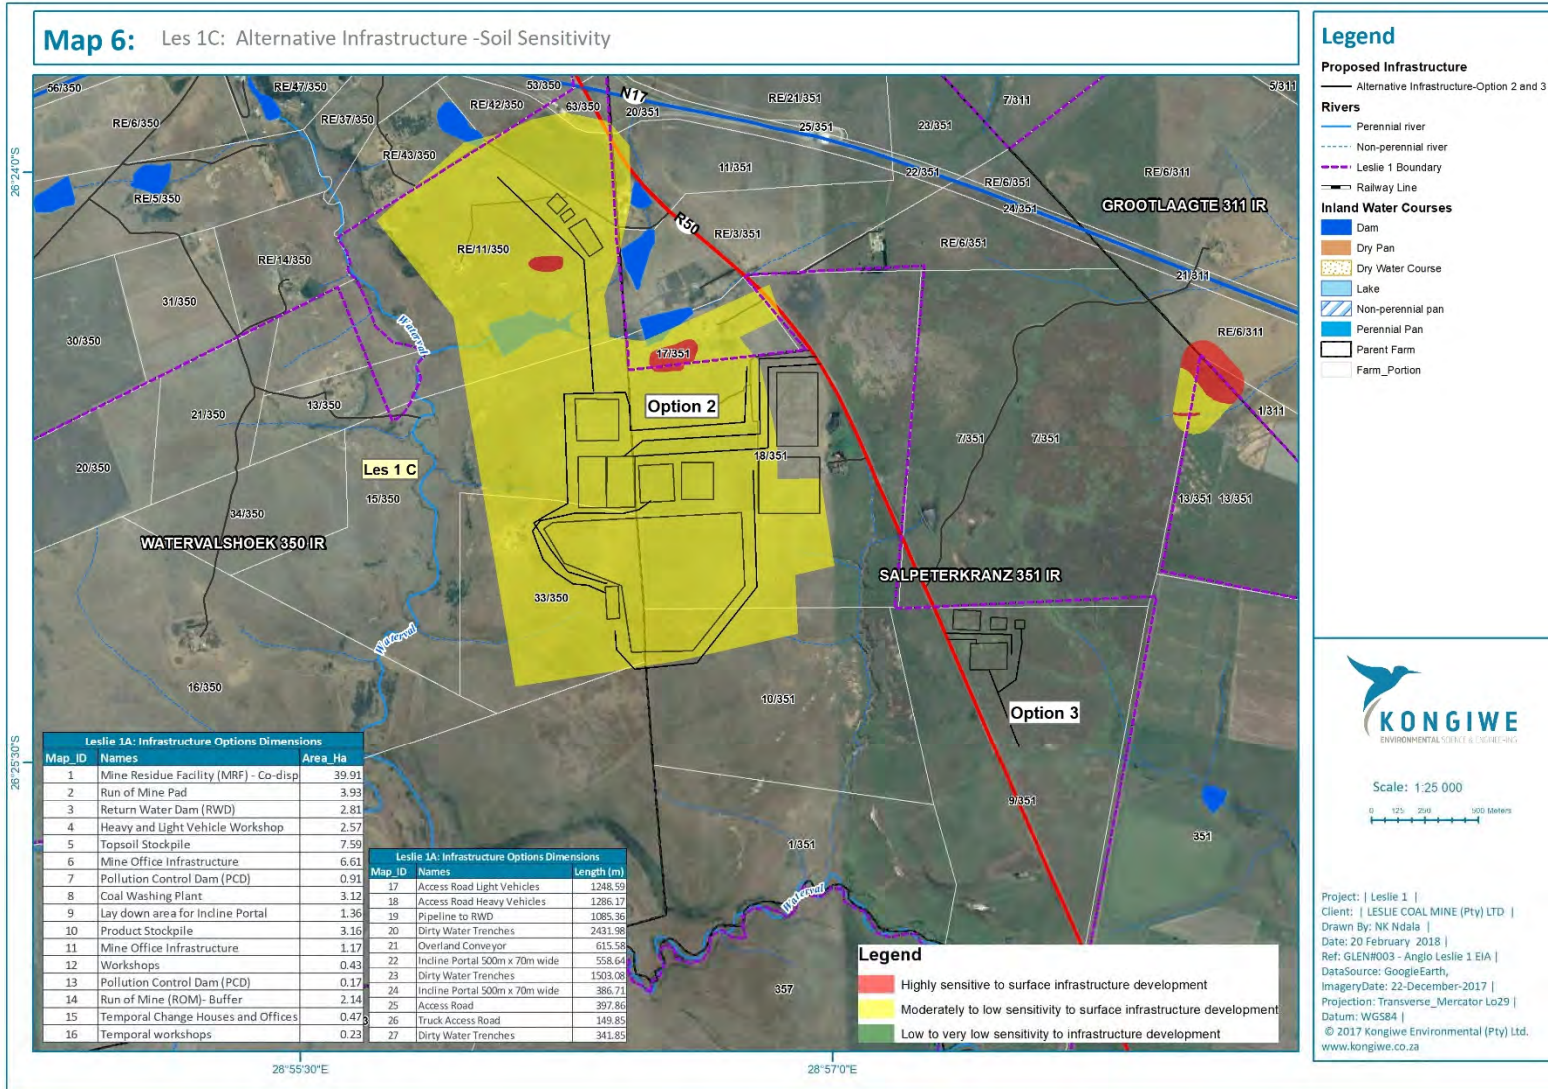 Map 6: Les 1C: Alternative Infrastructure -Soil Sensitivity
56/350
RE/47/350
53/350
N17
RE/21/351
7/311
5/311
RE/42/350
63/350
20/351
RE/6/350
RE/37/350
25/351
23/351
RE/43/350
11/351
22/351
RE/6/351
RE/6/311
26°24'0"S
RE/5/350
24/351
GROOTLAAGTE 311 IR
R50
RE/3/351
RE/11/350
RE/6/351
RE/14/350
21/311
31/350
Waterval
RE/6/311
30/350
17/351
Option 2
13/350
21/350
1/311
7/351
7/351
18/351
20/350
Les 1 C
15/350
13/351
13/351
34/350
WATERVALSHOEK 350 IR
SALPETERKRANZ 351 IR
33/350
Waterval
16/350
10/351
Option 3
26°25'30"S
9/351
351
1/351
Waterval
357
Leslie 1A: Infrastructure Options Dimensions
Map_ID Names Area_Ha
1 Mine Residue Facility (MRF) - Co-disp 39.91
2 Run of Mine Pad 3.93
3 Return Water Dam (RWD) 2.81
4 Heavy and Light Vehicle Workshop 2.57
5 Topsoil Stockpile 7.59
6 Mine Office Infrastructure 6.61
7 Pollution Control Dam (PCD) 0.91
8 Coal Washing Plant 3.12
9 Lay down area for Incline Portal 1.36
10 Product Stockpile 3.16
11 Mine Office Infrastructure 1.17
12 Workshops 0.43
13 Pollution Control Dam (PCD) 0.17
14 Run of Mine (ROM)- Buffer 2.14
15 Temporal Change Houses and Offices 0.47
16 Temporal workshops 0.23
Leslie 1A: Infrastructure Options Dimensions
Map_ID Names Length (m)
17 Access Road Light Vehicles 1248.59
18 Access Road Heavy Vehicles 1286.17
19 Pipeline to RWD 1085.36
20 Dirty Water Trenches 2431.98
21 Overland Conveyor 615.58
22 Incline Portal 500m x 70m wide 558.64
23 Dirty Water Trenches 1503.08
24 Incline Portal 500m x 70m wide 386.71
25 Access Road 397.86
26 Truck Access Road 149.85
27 Dirty Water Trenches 341.85
Legend
Highly sensitive to surface infrastructure development
Moderately to low sensitivity to surface infrastructure development
Low to very low sensitivity to infrastructure development
28°55'30"E
28°57'0"E
Legend
Proposed Infrastructure
Alternative Infrastructure-Option 2 and 3
Rivers
Perennial river
Non-perennial river
Leslie 1 Boundary
Railway Line
Inland Water Courses
Dam
Dry Pan
Dry Water Course
Lake
Non-perennial pan
Perennial Pan
Parent Farm
Farm_Portion
KONGIWE
ENVIRONMENTAL SCIENCE & ENGINEERING
Scale: 1:25 000
0 125 250 500 Meters
Project: | Leslie 1 |
Client: | LESLIE COAL MINE (Pty) LTD |
Drawn By: NK Ndala |
Date: 20 February 2018 |
Ref: GLEN#003 - Anglo Leslie 1 EIA |
DataSource: GoogleEarth,
ImageryDate: 22-December-2017 |
Projection: Transverse_Mercator Lo29 |
Datum: WGS84 |
© 2017 Kongiwe Environmental (Pty) Ltd.
www.kongiwe.co.za